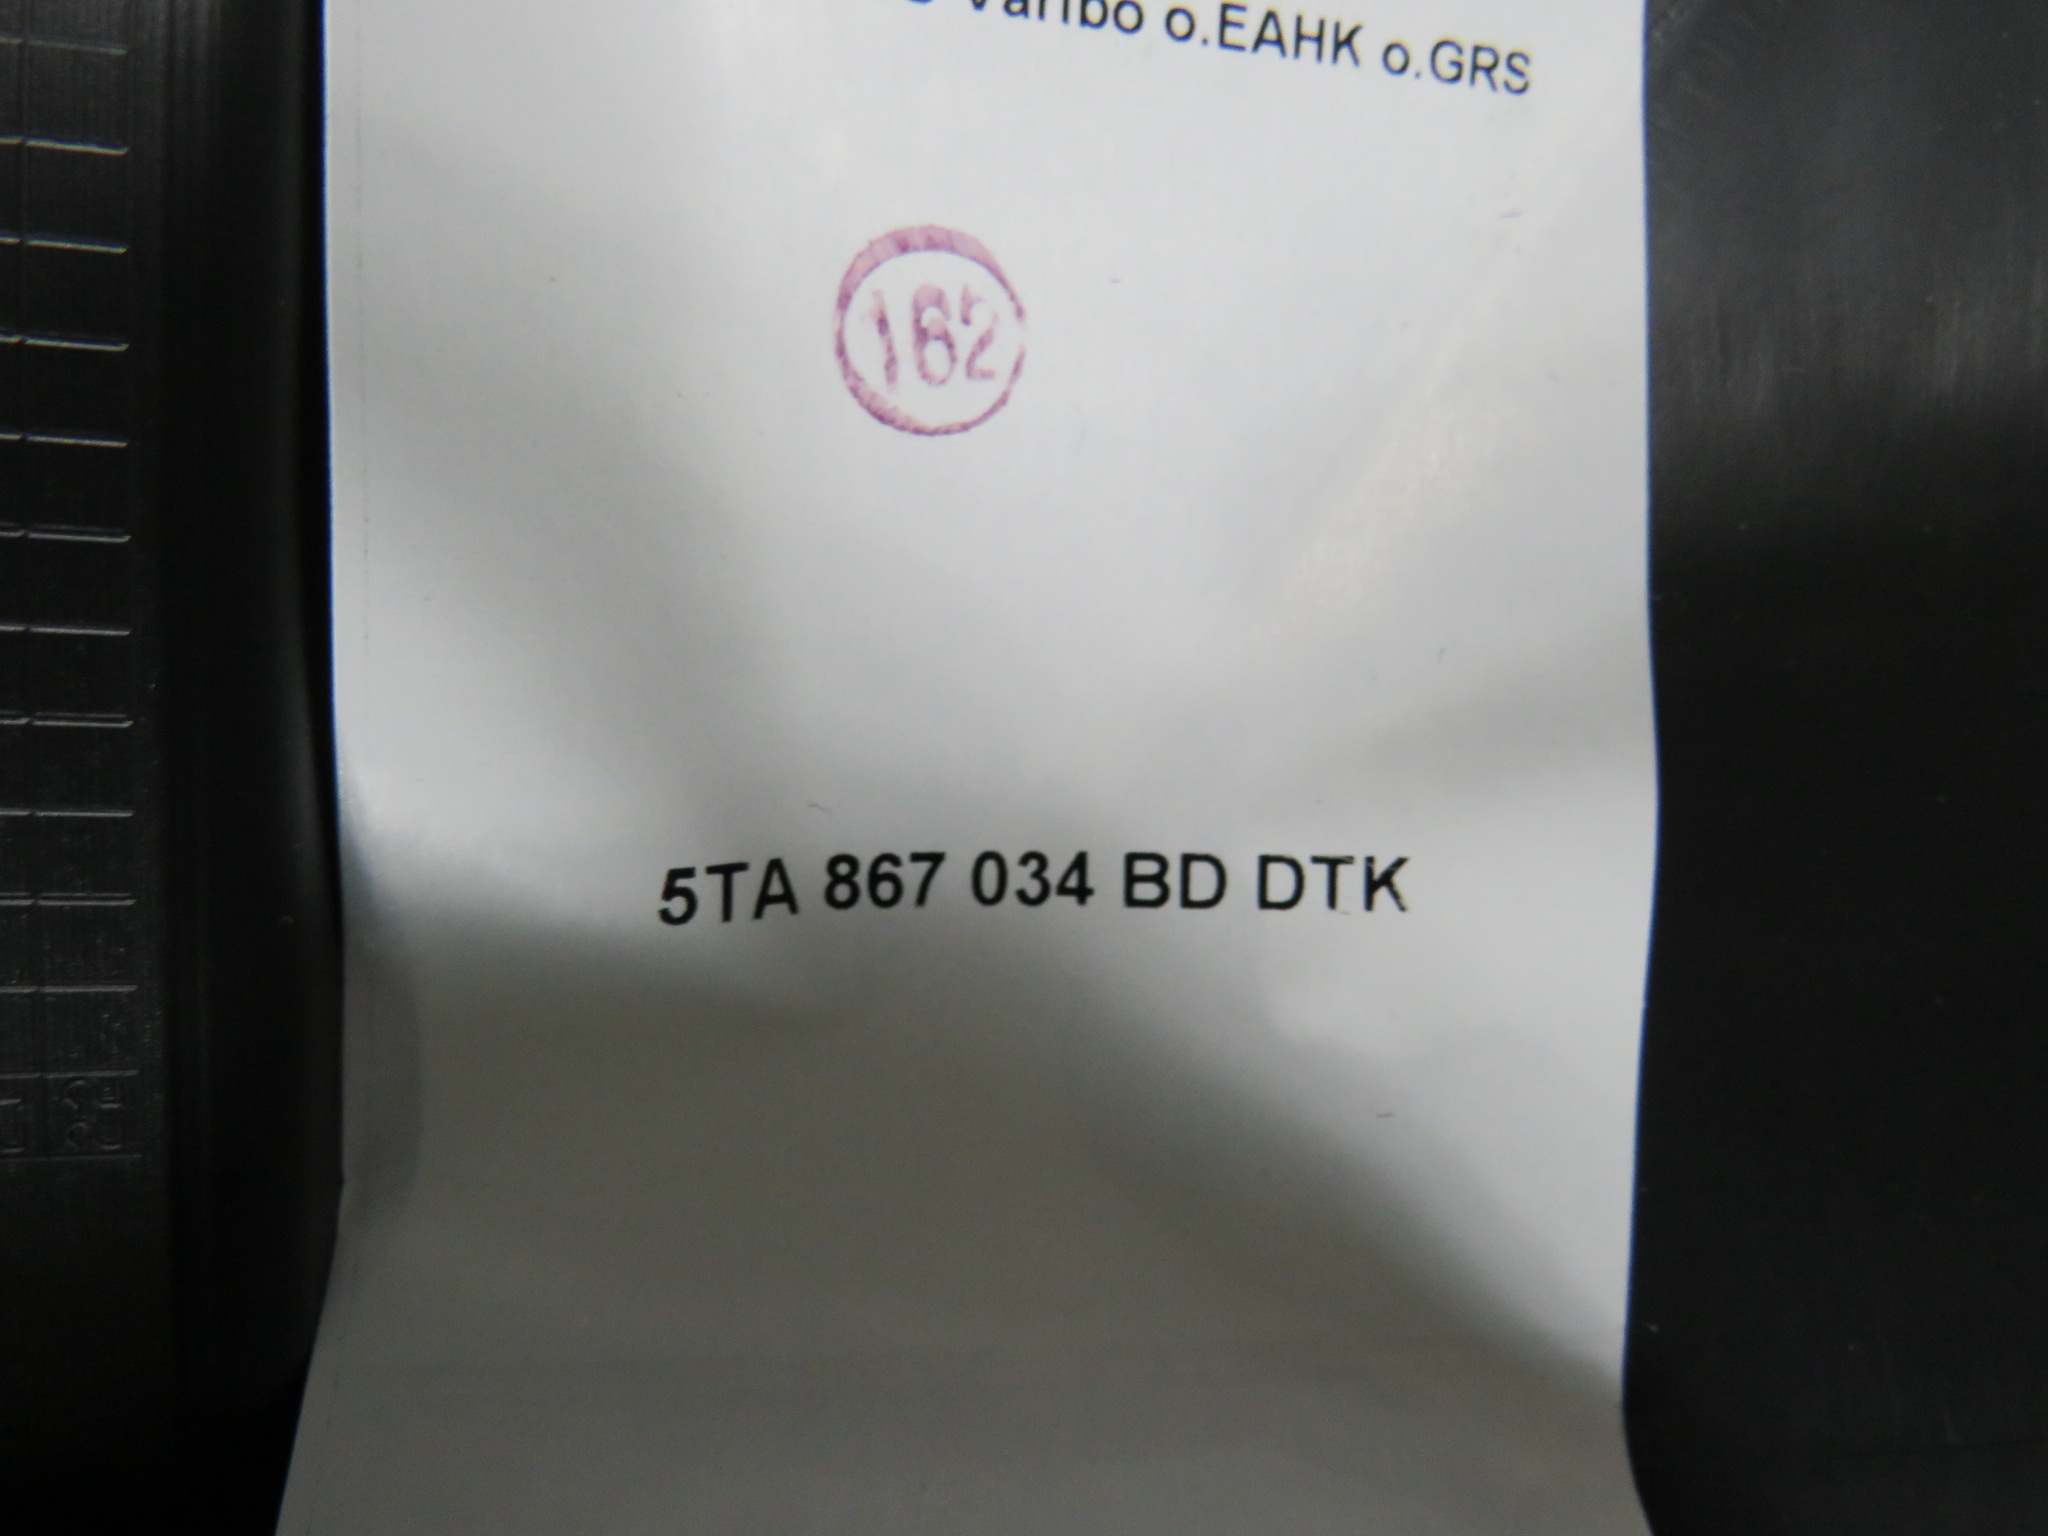 Varibo o.EAHK o.GRS
162
5TA 867 034 BD DTK